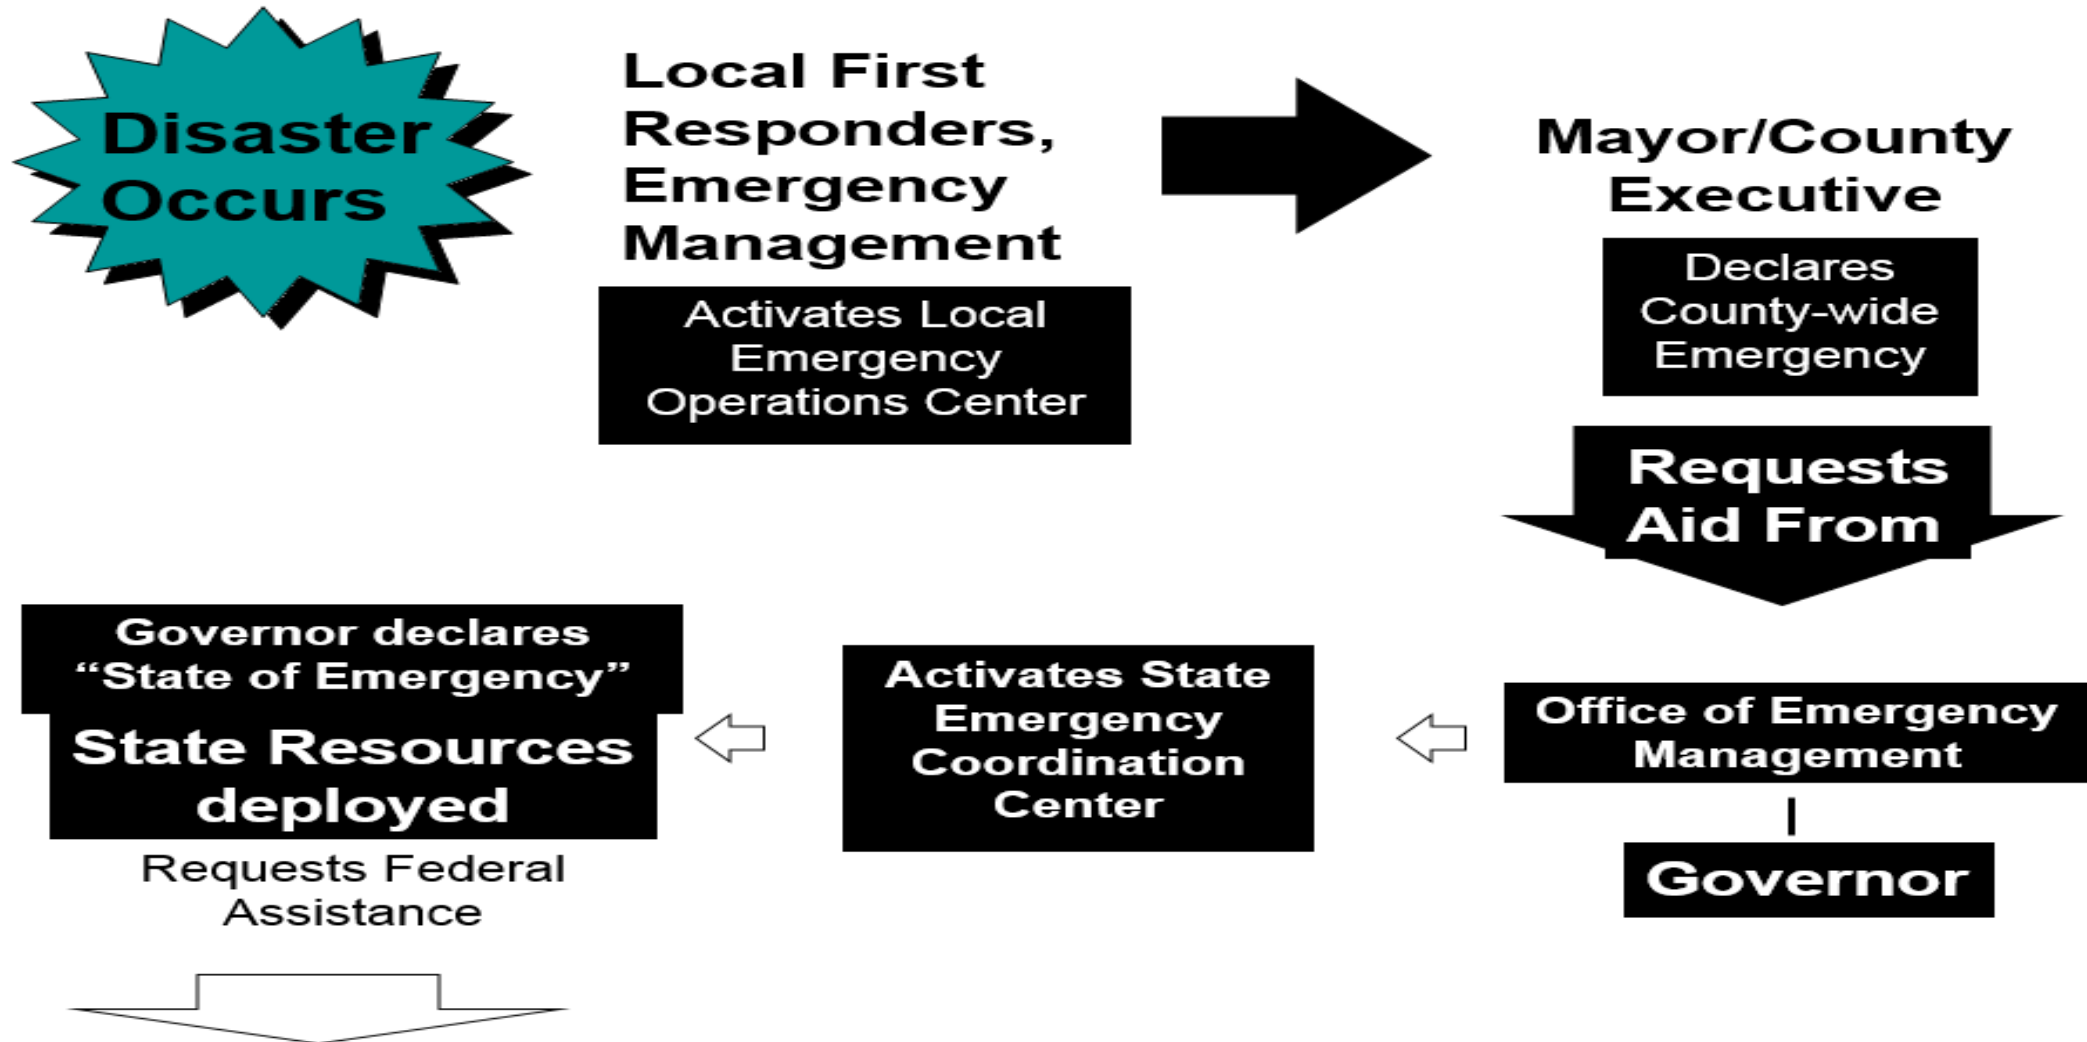 Disaster
Occurs
Local First
Responders,
Emergency
Management
Activates Local
Emergency
Operations Center
Mayor/County
Executive
Declares
County-wide
Emergency
Requests
Aid From
Office of Emergency
Management
Governor
Activates State
Emergency
Coordination
Center
Governor declares
“State of Emergency”
State Resources
deployed
Requests Federal
Assistance